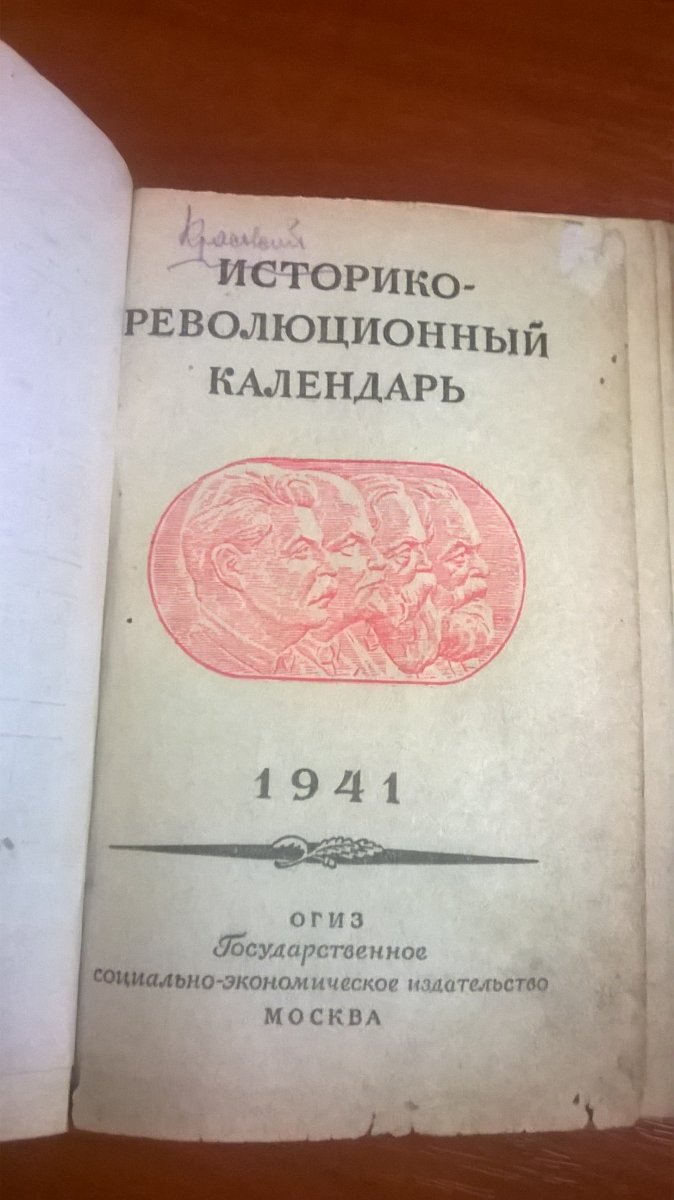 ИСТОРИКО-
РЕВОЛЮЦИОННЫЙ
КАЛЕНДАРЬ
1941
ОГИЗ
Государственное
социально-экономическое издательство
МОСКВА